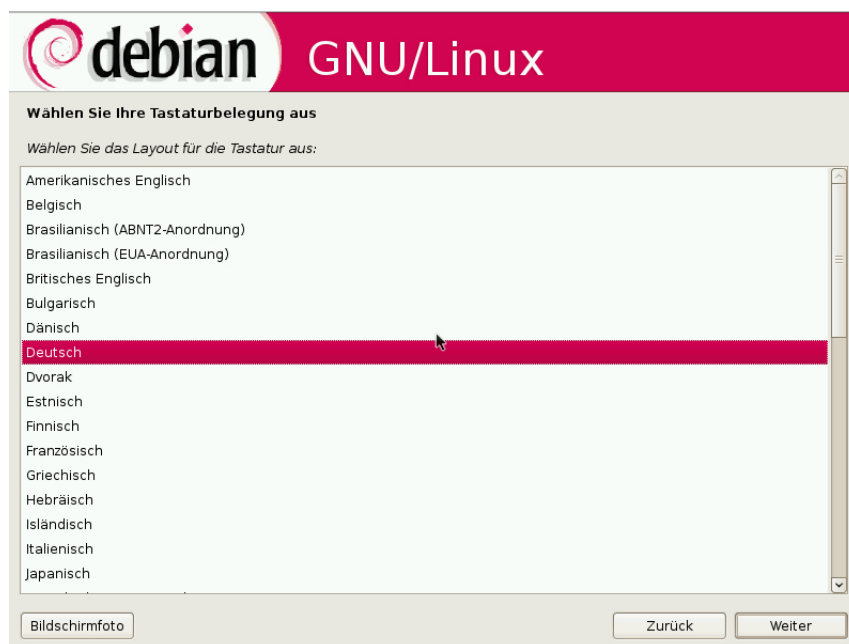 debian GNU/Linux
Wählen Sie Ihre Tastaturbelegung aus
Wählen Sie das Layout für die Tastatur aus:
Amerikanisches Englisch
Belgisch
Brasilianisch (ABNT2-Anordnung)
Brasilianisch (EUA-Anordnung)
Britisches Englisch
Bulgarisch
Dänisch
Deutsch
Dvorak
Estnisch
Finnisch
Französisch
Griechisch
Hebräisch
Isländisch
Italienisch
Japanisch
Bildschirmfoto Zurück Weiter